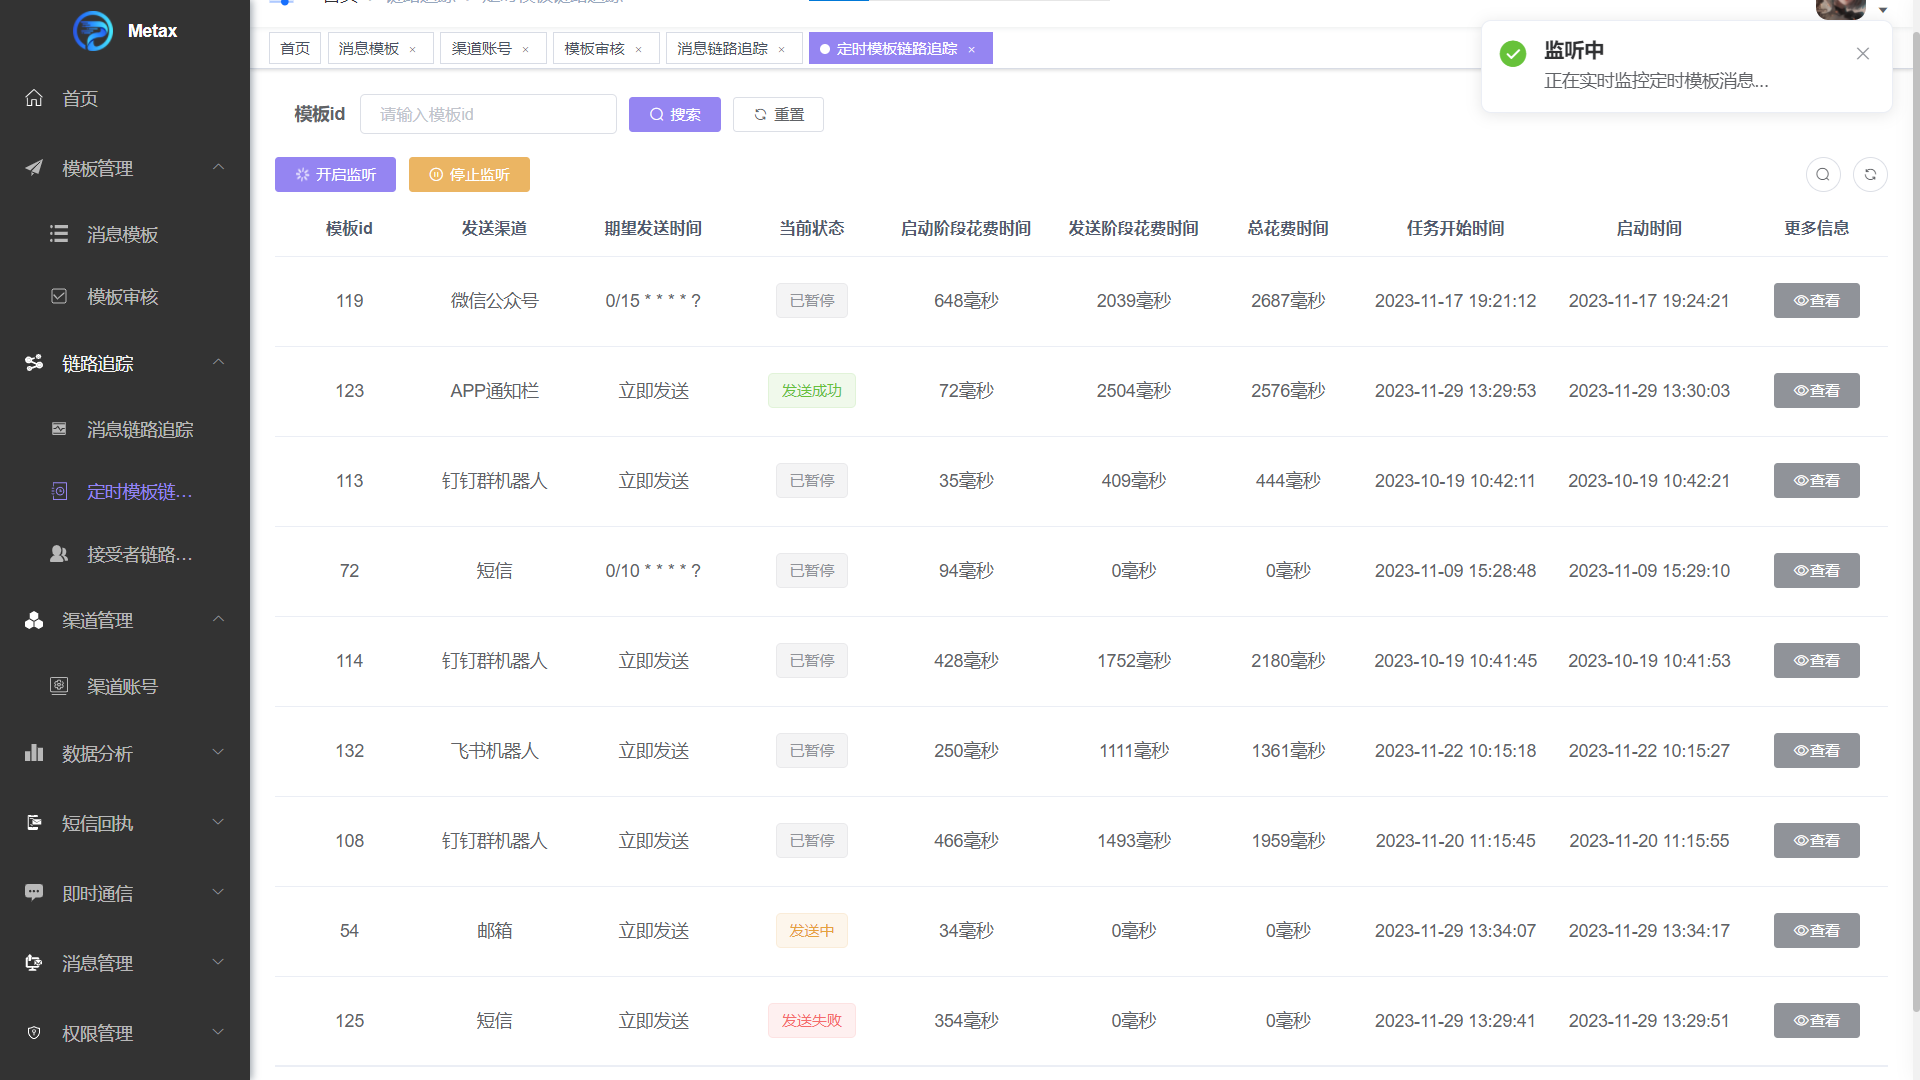 Metax
首页
模板管理
消息模板
模板审核
链路追踪
消息链路追踪
定时模板链...
接受者链路...
渠道管理
渠道账号
数据分析
短信回执
即时通信
消息管理
权限管理
首页 消息模板 × 渠道账号 × 模板审核 × 消息链路追踪 × 定时模板链路追踪 ×
监听中
正在实时监控定时模板消息...
模板id 请输入模板id 搜索 重置
开启监听 停止监听
模板id 发送渠道 期望发送时间 当前状态 启动阶段花费时间 发送阶段花费时间 总花费时间 任务开始时间 启动时间 更多信息
119 微信公众号 0/15 * * * * ? 已暂停 648毫秒 2039毫秒 2687毫秒 2023-11-17 19:21:12 2023-11-17 19:24:21 查看
123 APP通知栏 立即发送 发送成功 72毫秒 2504毫秒 2576毫秒 2023-11-29 13:29:53 2023-11-29 13:30:03 查看
113 钉钉群机器人 立即发送 已暂停 35毫秒 409毫秒 444毫秒 2023-10-19 10:42:11 2023-10-19 10:42:21 查看
72 短信 0/10 * * * * ? 已暂停 94毫秒 0毫秒 0毫秒 2023-11-09 15:28:48 2023-11-09 15:29:10 查看
114 钉钉群机器人 立即发送 已暂停 428毫秒 1752毫秒 2180毫秒 2023-10-19 10:41:45 2023-10-19 10:41:53 查看
132 飞书机器人 立即发送 已暂停 250毫秒 1111毫秒 1361毫秒 2023-11-22 10:15:18 2023-11-22 10:15:27 查看
108 钉钉群机器人 立即发送 已暂停 466毫秒 1493毫秒 1959毫秒 2023-11-20 11:15:45 2023-11-20 11:15:55 查看
54 邮箱 立即发送 发送中 34毫秒 0毫秒 0毫秒 2023-11-29 13:34:07 2023-11-29 13:34:17 查看
125 短信 立即发送 发送失败 354毫秒 0毫秒 0毫秒 2023-11-29 13:29:41 2023-11-29 13:29:51 查看